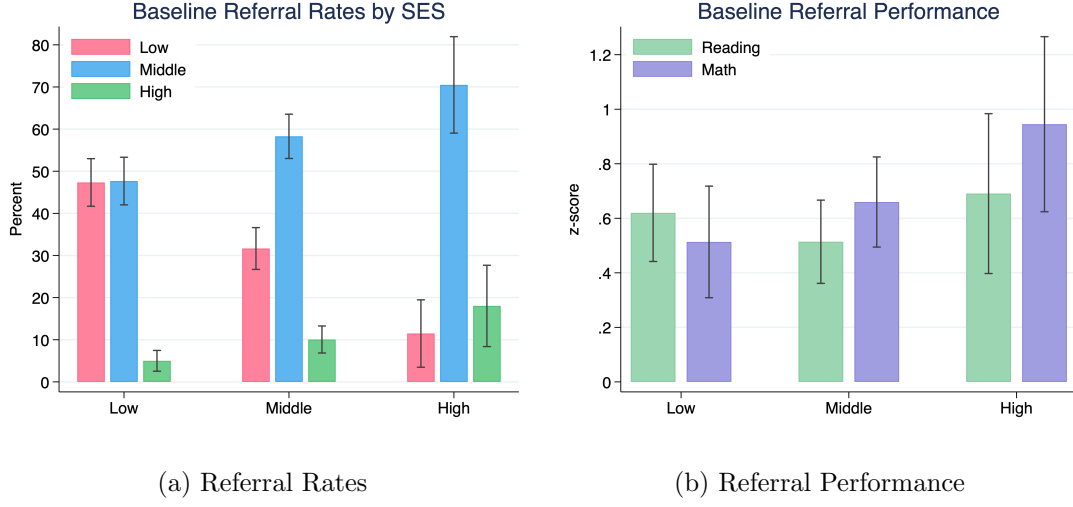 Baseline Referral Rates by SES
Low
Middle
High
Percent
80
70
60
50
40
30
20
10
0
Low Middle High
(a) Referral Rates
Baseline Referral Performance
Reading
Math
z-score
1.2
1
.8
.6
.4
.2
0
Low Middle High
(b) Referral Performance